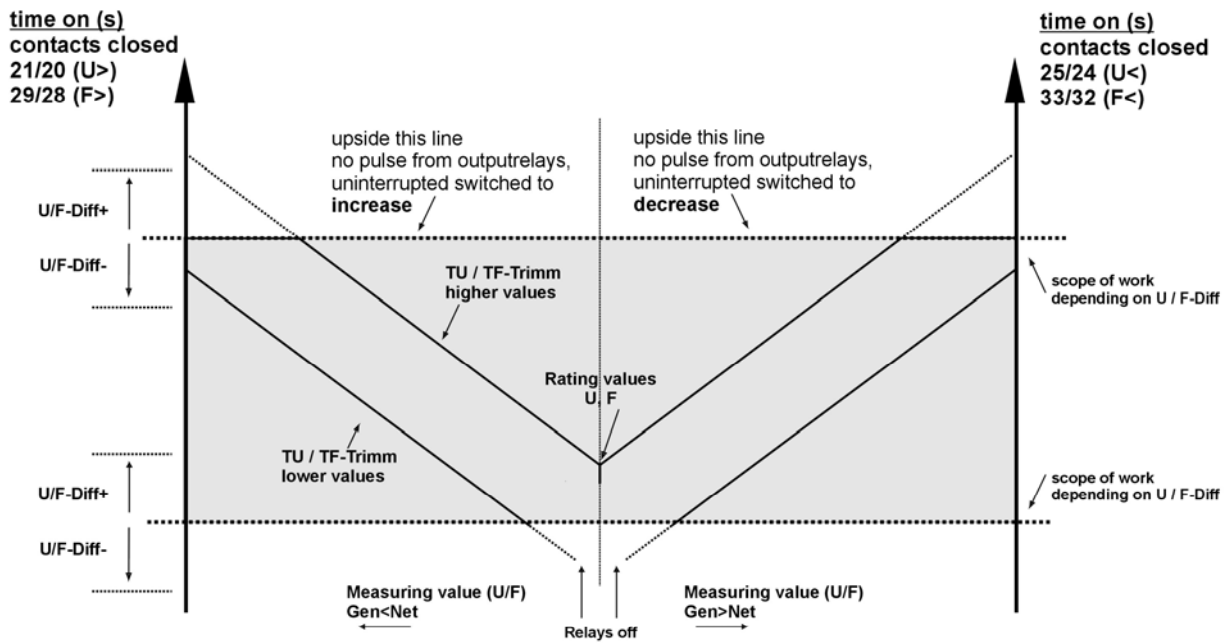 time on (s)
contacts closed
21/20 (U>)
29/28 (F>)
time on (s)
contacts closed
25/24 (U<)
33/32 (F<)
upside this line
no pulse from outputrelays,
uninterrupted switched to
increase
upside this line
no pulse from outputrelays,
uninterrupted switched to
decrease
U/F-Diff+
U/F-Diff-
TU / TF-Trimm
higher values
scope of work
depending on U / F-Diff
Rating values
U, F
TU / TF-Trimm
lower values
U/F-Diff+
U/F-Diff-
scope of work
depending on U / F-Diff
Measuring value (U/F)
Gen<Net
Measuring value (U/F)
Gen>Net
Relays off